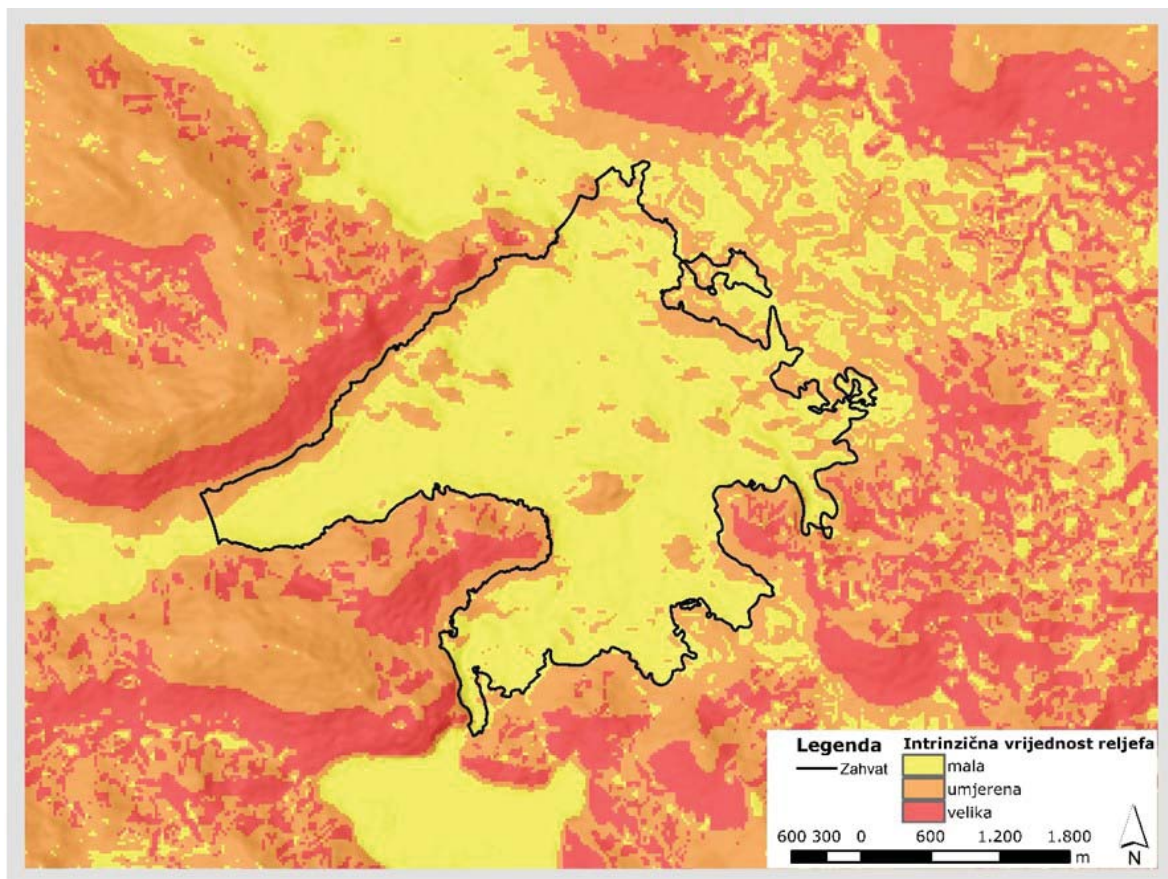 Legenda
Zahvat
Intrinzična vrijednost reljefa
mala
umjerena
velika
600 300 0 600 1.200 1.800
m
N